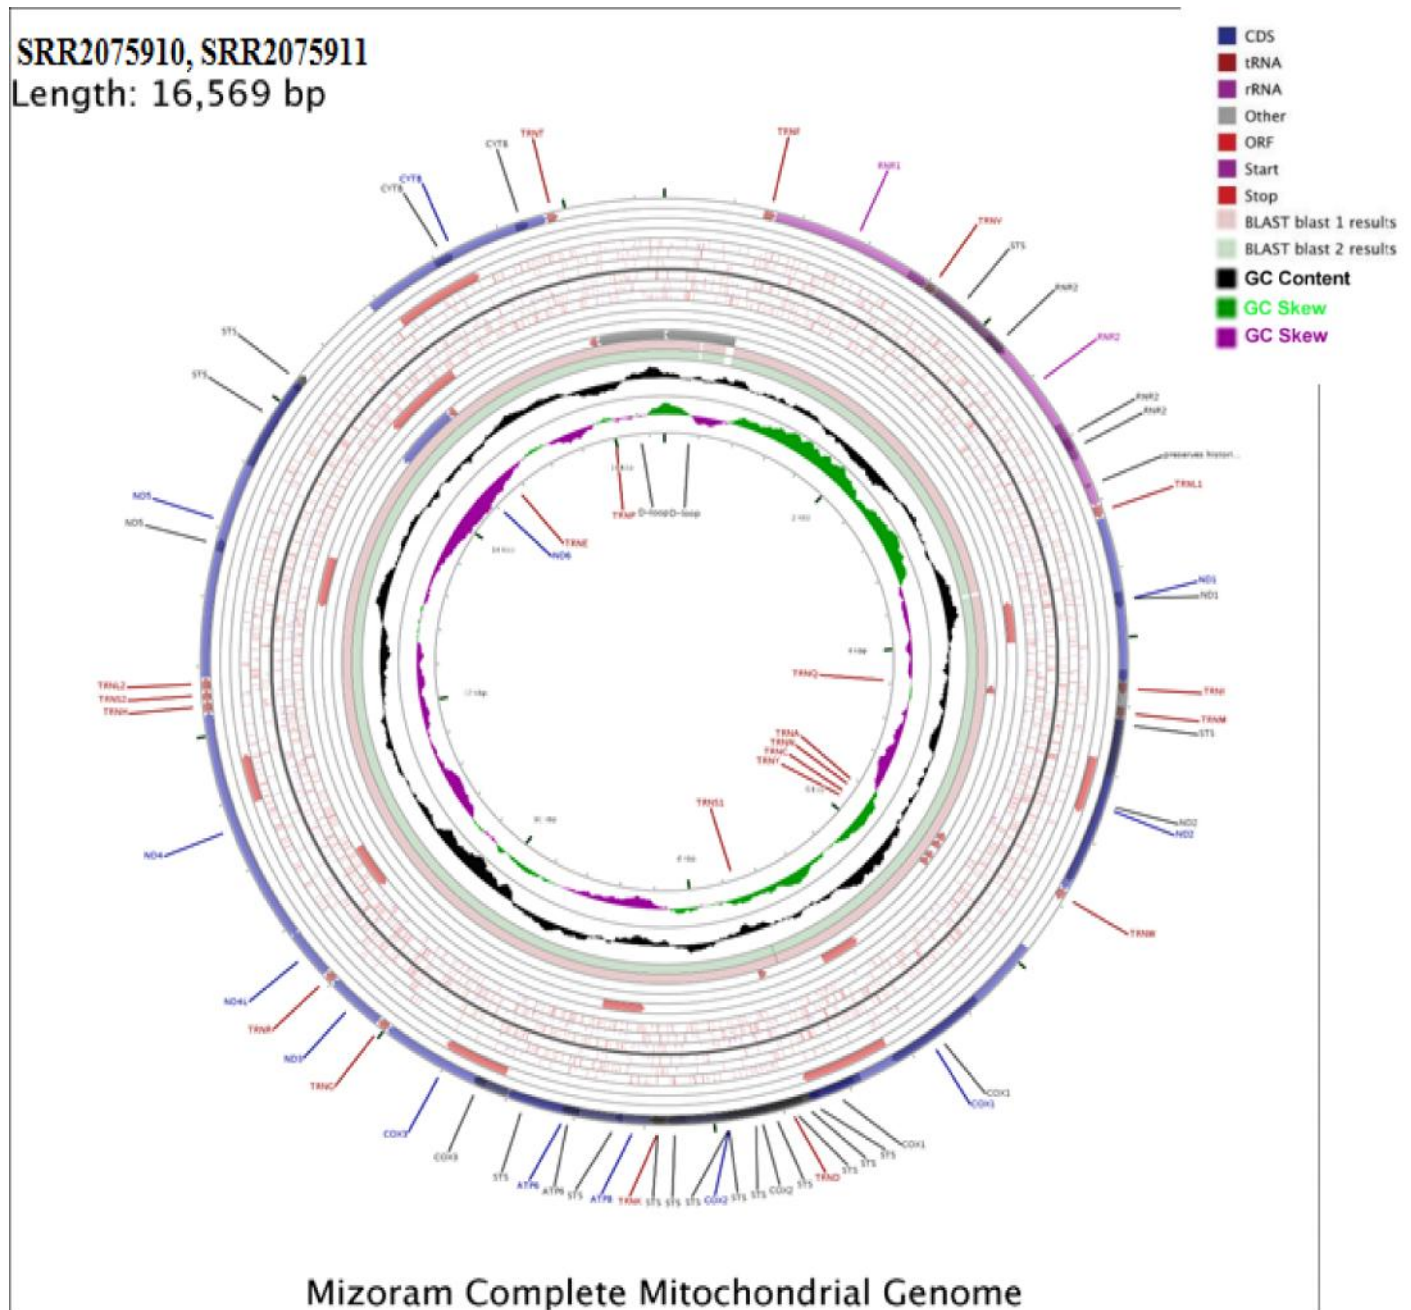 SRR2075910, SRR2075911
Length: 16,569 bp
CDS
tRNA
rRNA
Other
ORF
Start
Stop
BLAST blast 1 results
BLAST blast 2 results
GC Content
GC Skew
GC Skew
TRNT
CYTB
CYTB
CYTB
TRNF
RNR1
TRNV
STS
RNR2
RNR2
RNR2
RNR2
preserves histori...
TRNL1
ND1
ND1
TRNI
TRNM
STS
ND2
ND2
TRNW
COX1
COX1
COX1
STS
STS
STS
TRND
STS
COX2
STS
STS
COX2
STS
STS
STS
TRNK
ATP8
STS
ATP6
ATP6
STS
COX3
COX3
TRNG
ND3
TRNR
ND4L
ND4
TRNH
TRNS2
TRNL2
ND5
ND5
STS
STS
TRNP
D-loop
D-loop
TRNE
ND6
TRNQ
TRNA
TRNN
TRNC
TRNY
TRNS1
Mizoram Complete Mitochondrial Genome